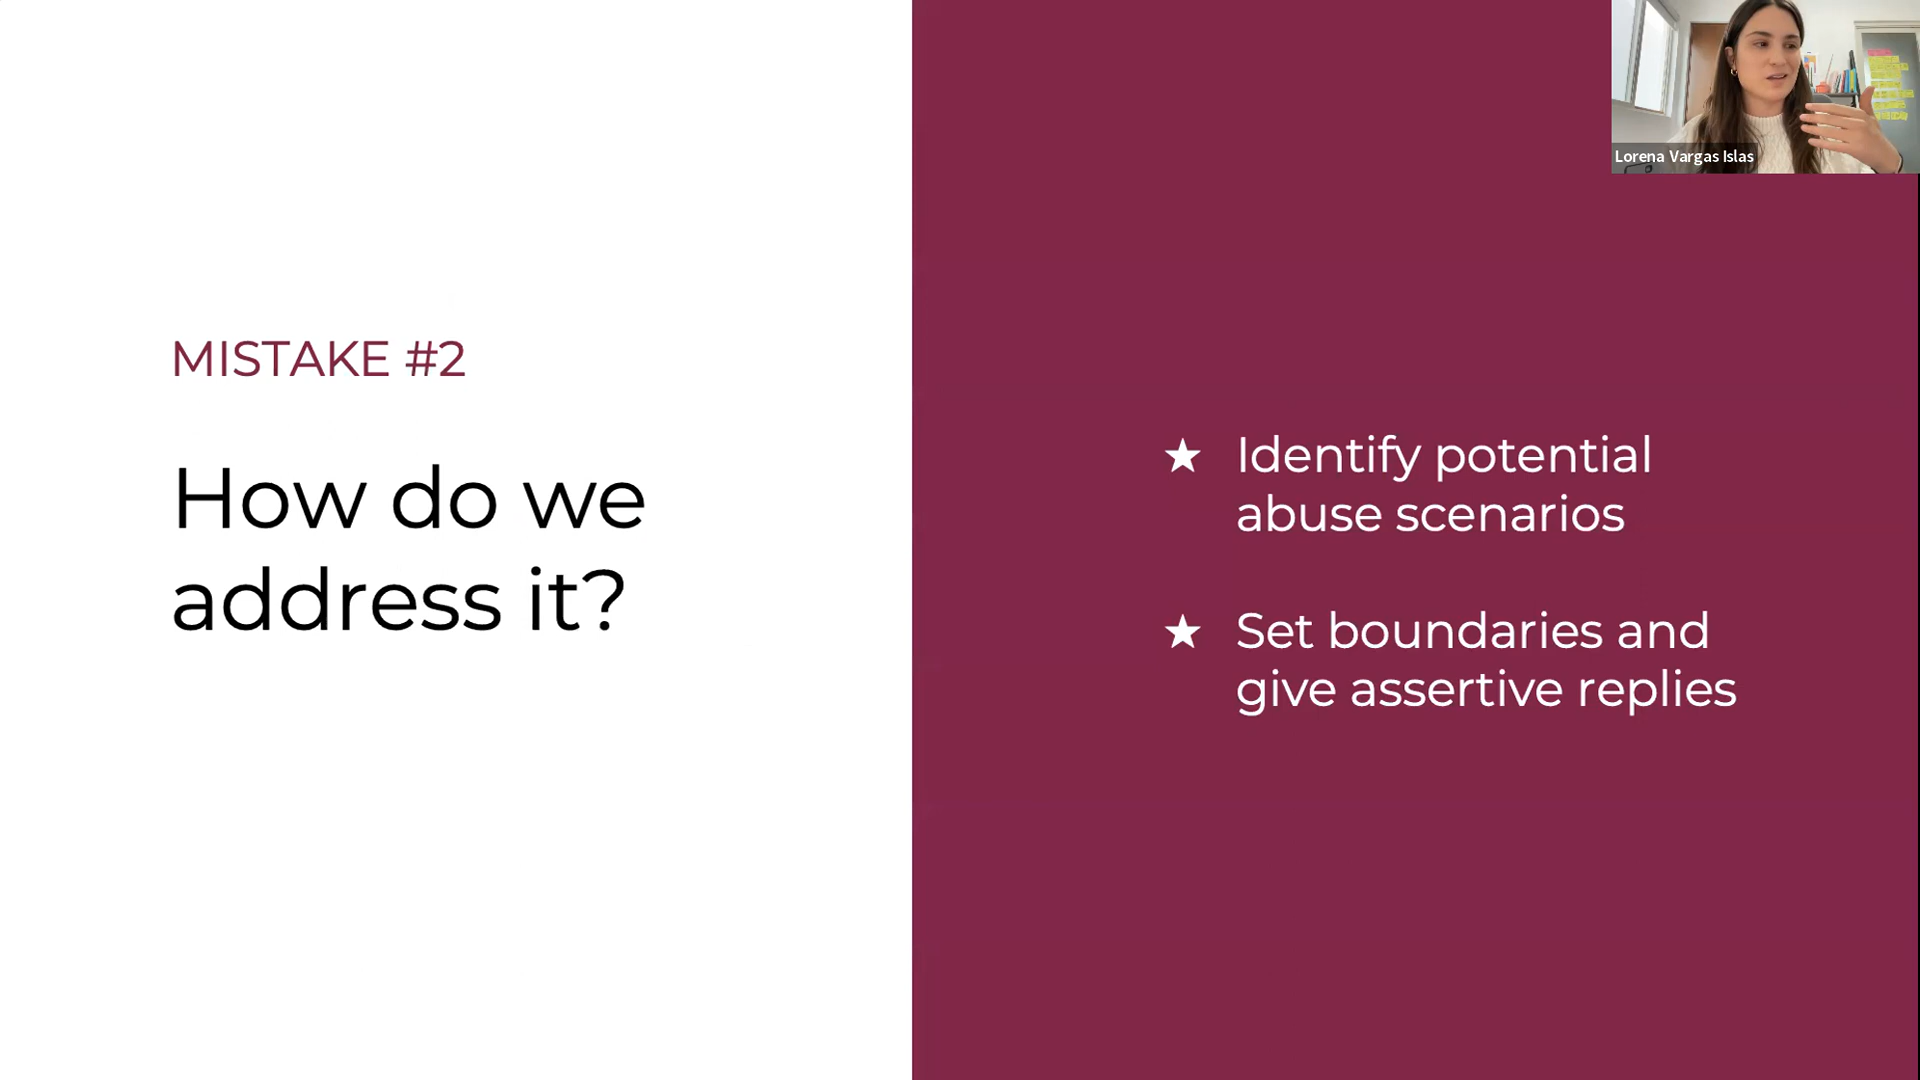 MISTAKE #2
How do we
address it?
★ Identify potential
abuse scenarios
★ Set boundaries and
give assertive replies
Lorena Vargas Islas